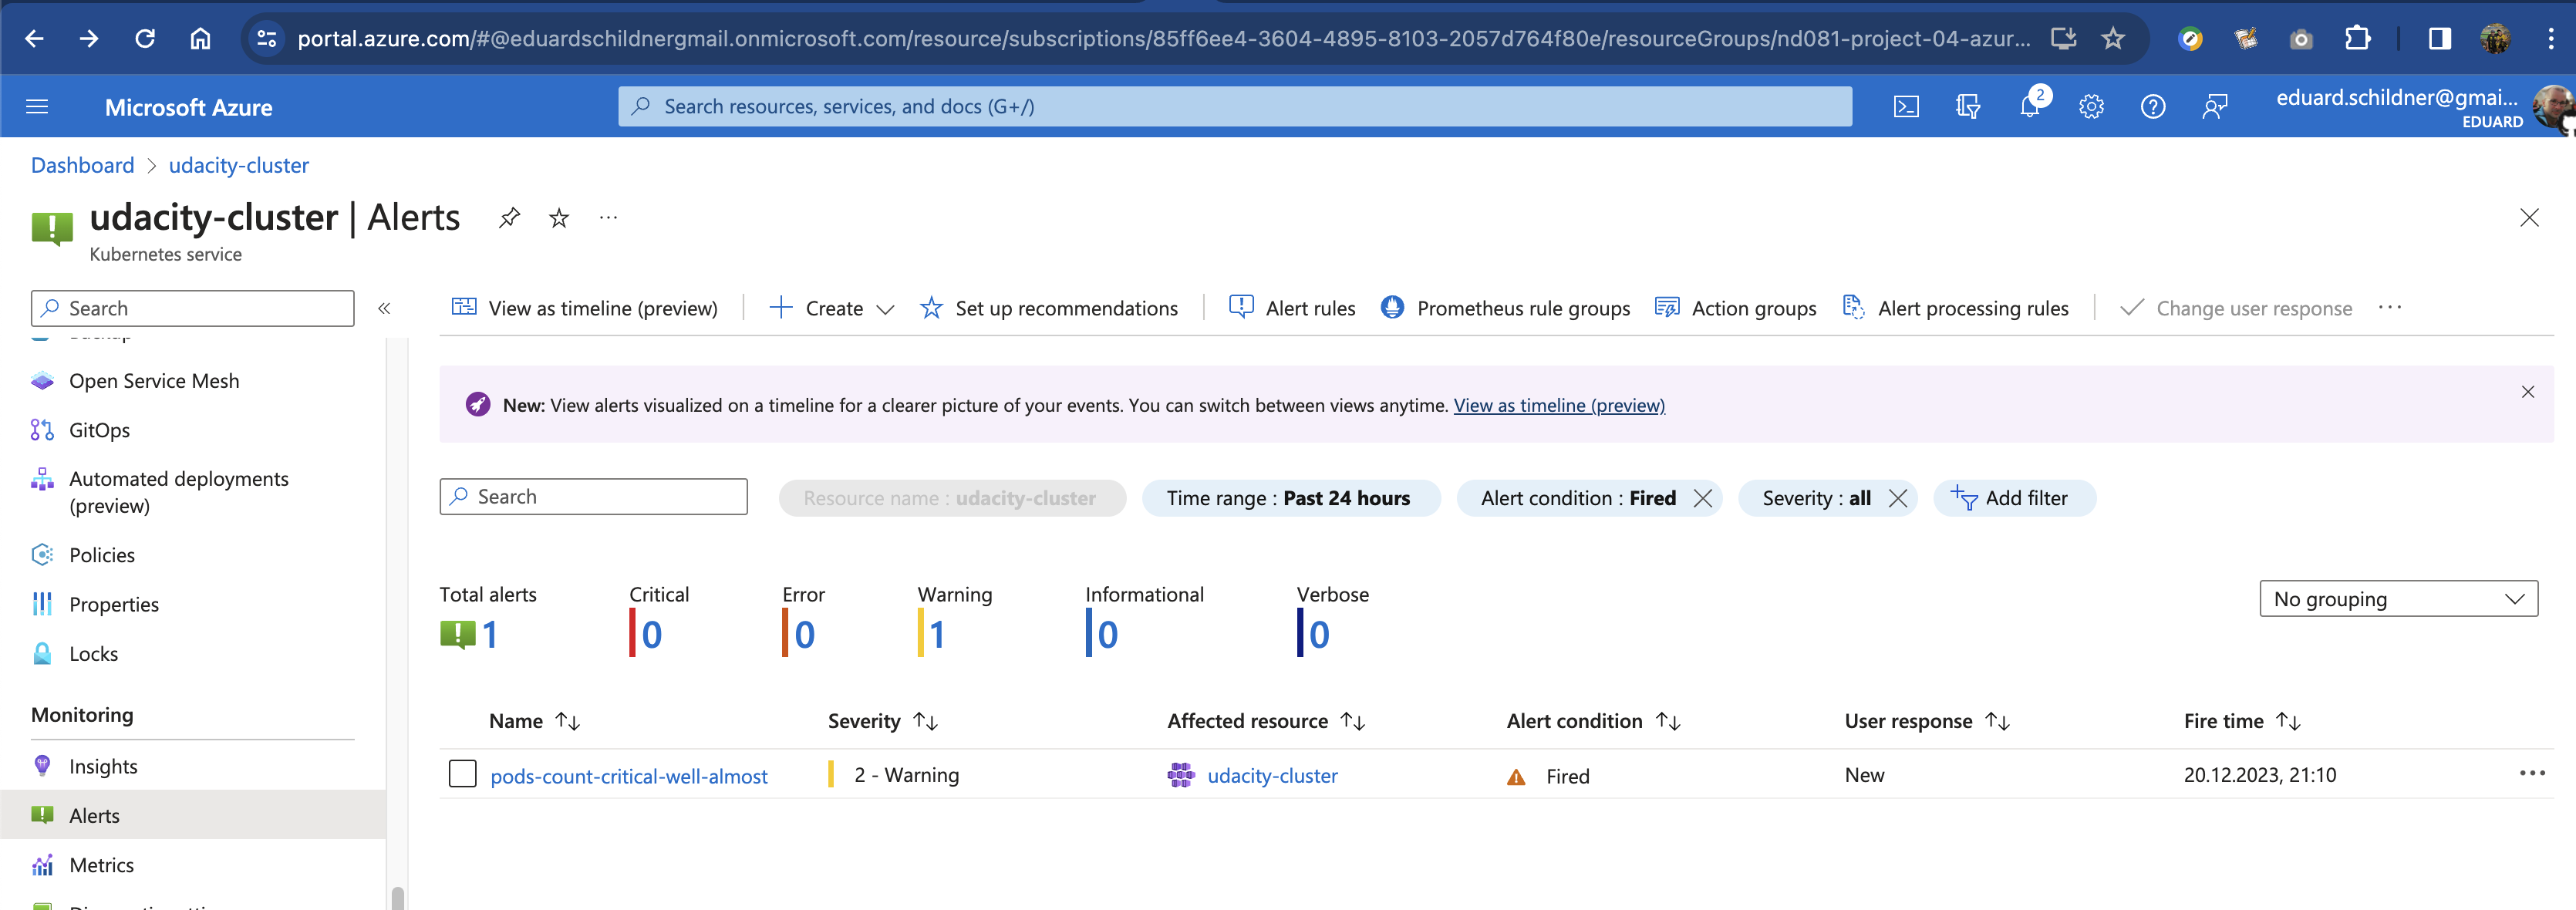 portal.azure.com/#@eduardschildnergmail.onmicrosoft.com/resource/subscriptions/85ff6ee4-3604-4895-8103-2057d764f80e/resourceGroups/nd081-project-04-azur...
Microsoft Azure
Search resources, services, and docs (G+/)
2
eduard.schildner@gmai...
EDUARD
Dashboard > udacity-cluster
udacity-cluster | Alerts
Kubernetes service
Search
View as timeline (preview)
Create
Set up recommendations
Alert rules
Prometheus rule groups
Action groups
Alert processing rules
Change user response
Open Service Mesh
GitOps
Automated deployments
(preview)
Policies
Properties
Locks
Monitoring
Insights
Alerts
Metrics
New: View alerts visualized on a timeline for a clearer picture of your events. You can switch between views anytime. View as timeline (preview)
Search
Resource name : udacity-cluster
Time range : Past 24 hours
Alert condition : Fired
Severity : all
Add filter
Total alerts
1
Critical
0
Error
0
Warning
1
Informational
0
Verbose
0
No grouping
Name Severity Affected resource Alert condition User response Fire time
pods-count-critical-well-almost 2 - Warning udacity-cluster Fired New 20.12.2023, 21:10